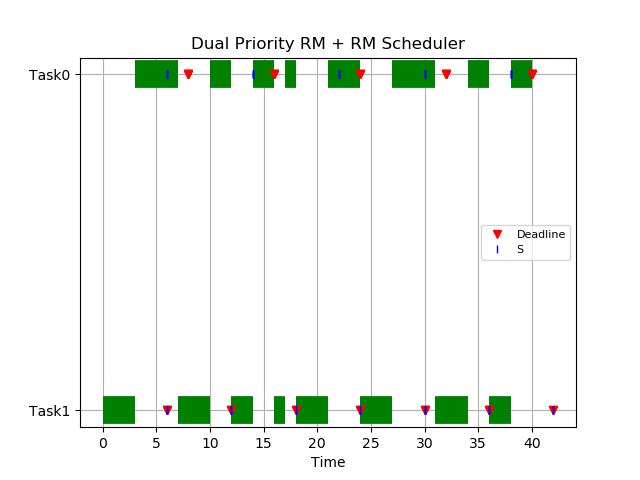 Dual Priority RM + RM Scheduler
Task0
Deadline
S
Task1
0 5 10 15 20 25 30 35 40
Time